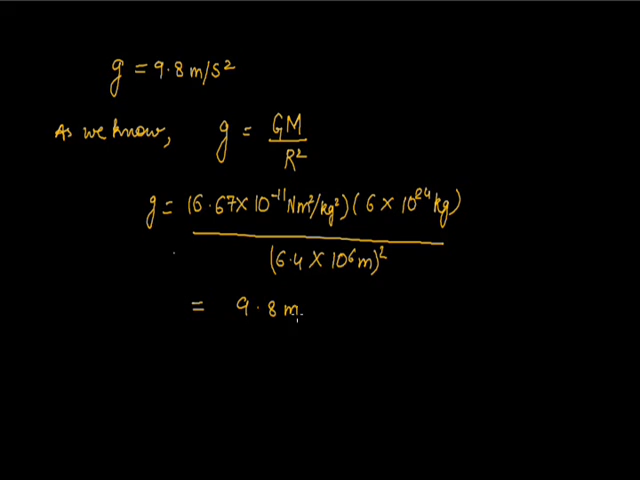 g = 9.8 m/s²
As we know, g = GM
R²
g = (6.67 × 10⁻¹¹ Nm²/kg²) (6 × 10²⁴ kg)
(6.4 × 10⁶ m)²
= 9.8 m